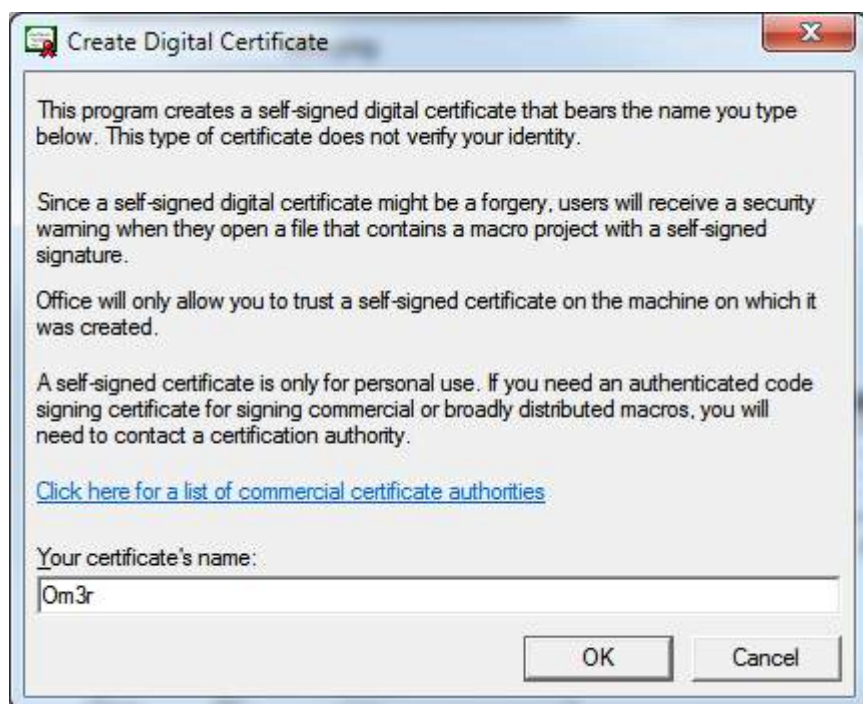 Create Digital Certificate
This program creates a self-signed digital certificate that bears the name you type
below. This type of certificate does not verify your identity.
Since a self-signed digital certificate might be a forgery, users will receive a security
warning when they open a file that contains a macro project with a self-signed
signature.
Office will only allow you to trust a self-signed certificate on the machine on which it
was created.
A self-signed certificate is only for personal use. If you need an authenticated code
signing certificate for signing commercial or broadly distributed macros, you will
need to contact a certification authority.
Click here for a list of commercial certificate authorities
Your certificate's name:
Om3r
OK Cancel